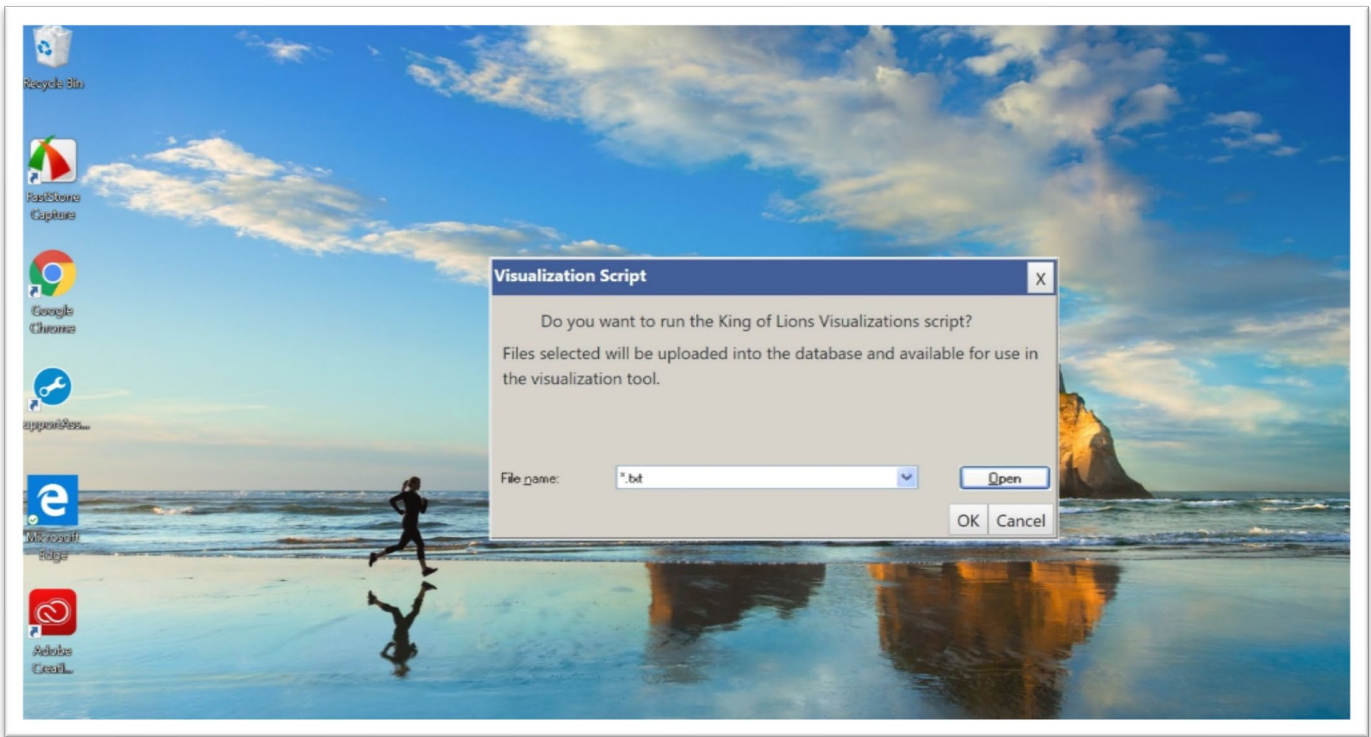 Recycle Bin
FastStone
Capture
Google
Chrome
upportAss...
Microsoft
Edge
Adobe
Creati...
Visualization Script
X
Do you want to run the King of Lions Visualizations script?
Files selected will be uploaded into the database and available for use in
the visualization tool.
File name:
*.txt
Open
OK Cancel